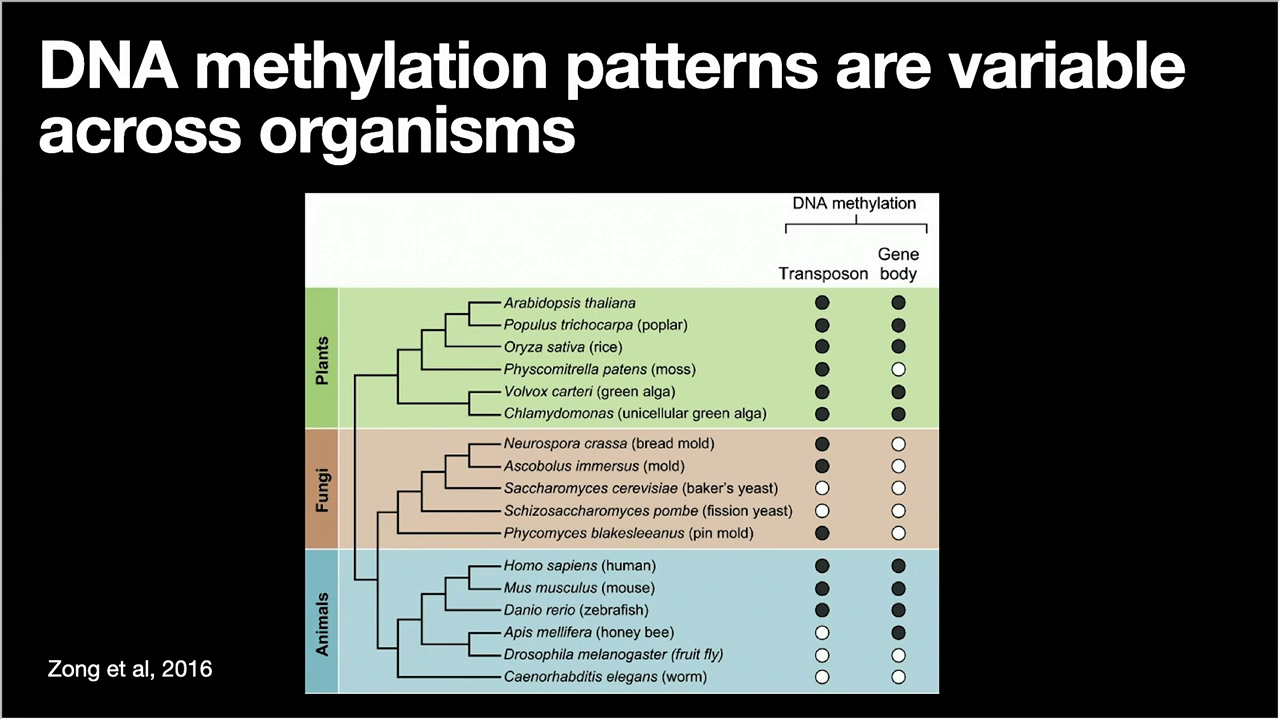 DNA methylation patterns are variable
across organisms
DNA methylation
Transposon
Gene
body
Plants
Arabidopsis thaliana
Populus trichocarpa (poplar)
Oryza sativa (rice)
Physcomitrella patens (moss)
Volvox carteri (green alga)
Chlamydomonas (unicellular green alga)
Fungi
Neurospora crassa (bread mold)
Ascobolus immersus (mold)
Saccharomyces cerevisiae (baker's yeast)
Schizosaccharomyces pombe (fission yeast)
Phycomyces blakesleeanus (pin mold)
Animals
Homo sapiens (human)
Mus musculus (mouse)
Danio rerio (zebrafish)
Apis mellifera (honey bee)
Drosophila melanogaster (fruit fly)
Caenorhabditis elegans (worm)
Zong et al, 2016